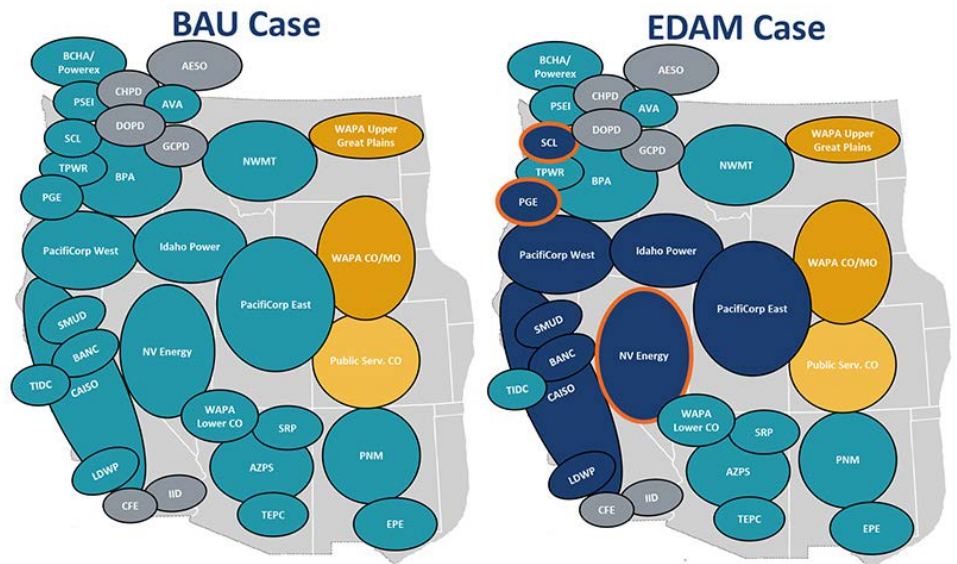 BAU Case
BCHA/
Powerex
AESO
CHPD
PSEI
AVA
DOPD
SCL
GCPD
WAPA Upper
Great Plains
TPWR
NWMT
BPA
PGE
PacifiCorp West
Idaho Power
WAPA CO/MO
PacifiCorp East
SMUD
BANC
NV Energy
Public Serv. CO
TIDC
CAISO
WAPA
Lower CO
SRP
PNM
LDWP
AZPS
CFE
IID
TEPC
EPE
EDAM Case
BCHA/
Powerex
AESO
CHPD
PSEI
AVA
DOPD
SCL
GCPD
WAPA Upper
Great Plains
TPWR
NWMT
BPA
PGE
PacifiCorp West
Idaho Power
WAPA CO/MO
PacifiCorp East
SMUD
BANC
NV Energy
Public Serv. CO
TIDC
CAISO
WAPA
Lower CO
SRP
PNM
LDWP
AZPS
CFE
IID
TEPC
EPE